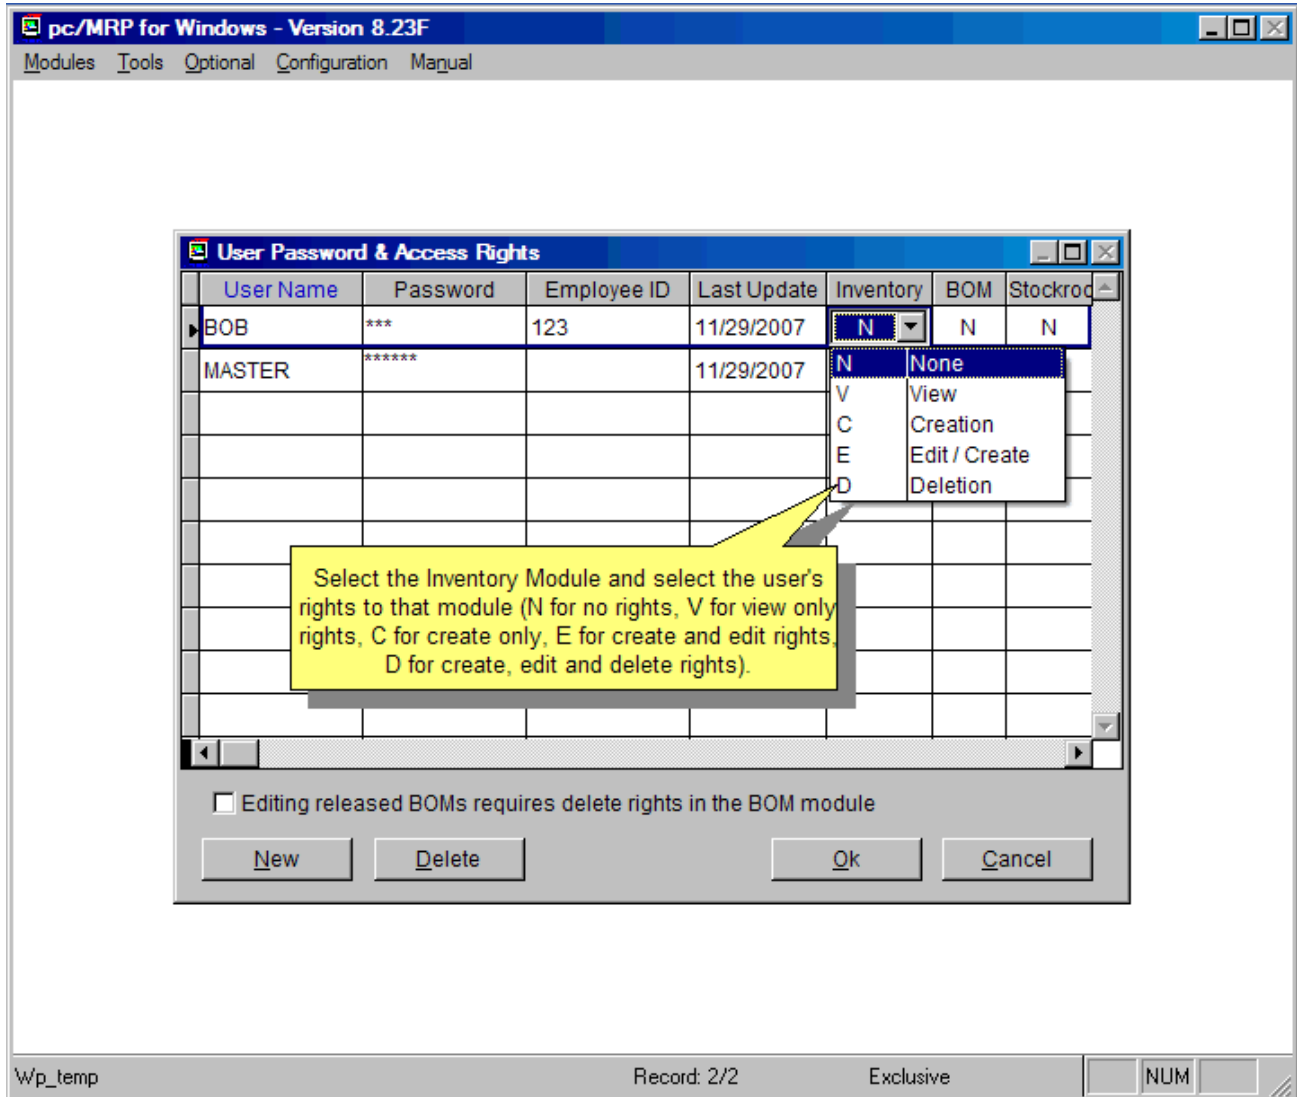 pc/MRP for Windows - Version 8.23F
Modules Tools Optional Configuration Manual
User Password & Access Rights
User Name Password Employee ID Last Update Inventory BOM Stockroo
BOB *** 123 11/29/2007 N N N
MASTER ****** 11/29/2007
N None
V View
C Creation
E Edit / Create
D Deletion
Select the Inventory Module and select the user's
rights to that module (N for no rights, V for view only
rights, C for create only, E for create and edit rights,
D for create, edit and delete rights).
Editing released BOMs requires delete rights in the BOM module
New Delete Ok Cancel
Wp_temp Record: 2/2 Exclusive NUM